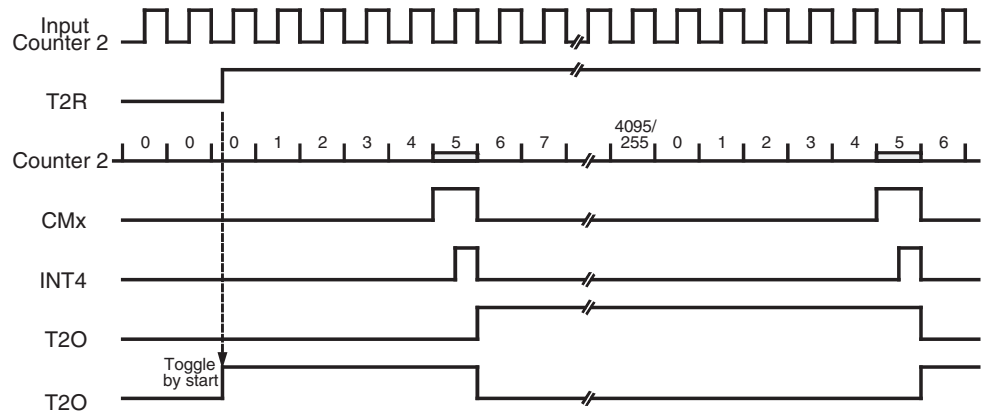 Input
Counter 2
T2R
4095/
0 0 0 1 2 3 4 5 6 7 255 0 1 2 3 4 5 6
Counter 2
CMx
INT4
T2O
Toggle
by start
T2O